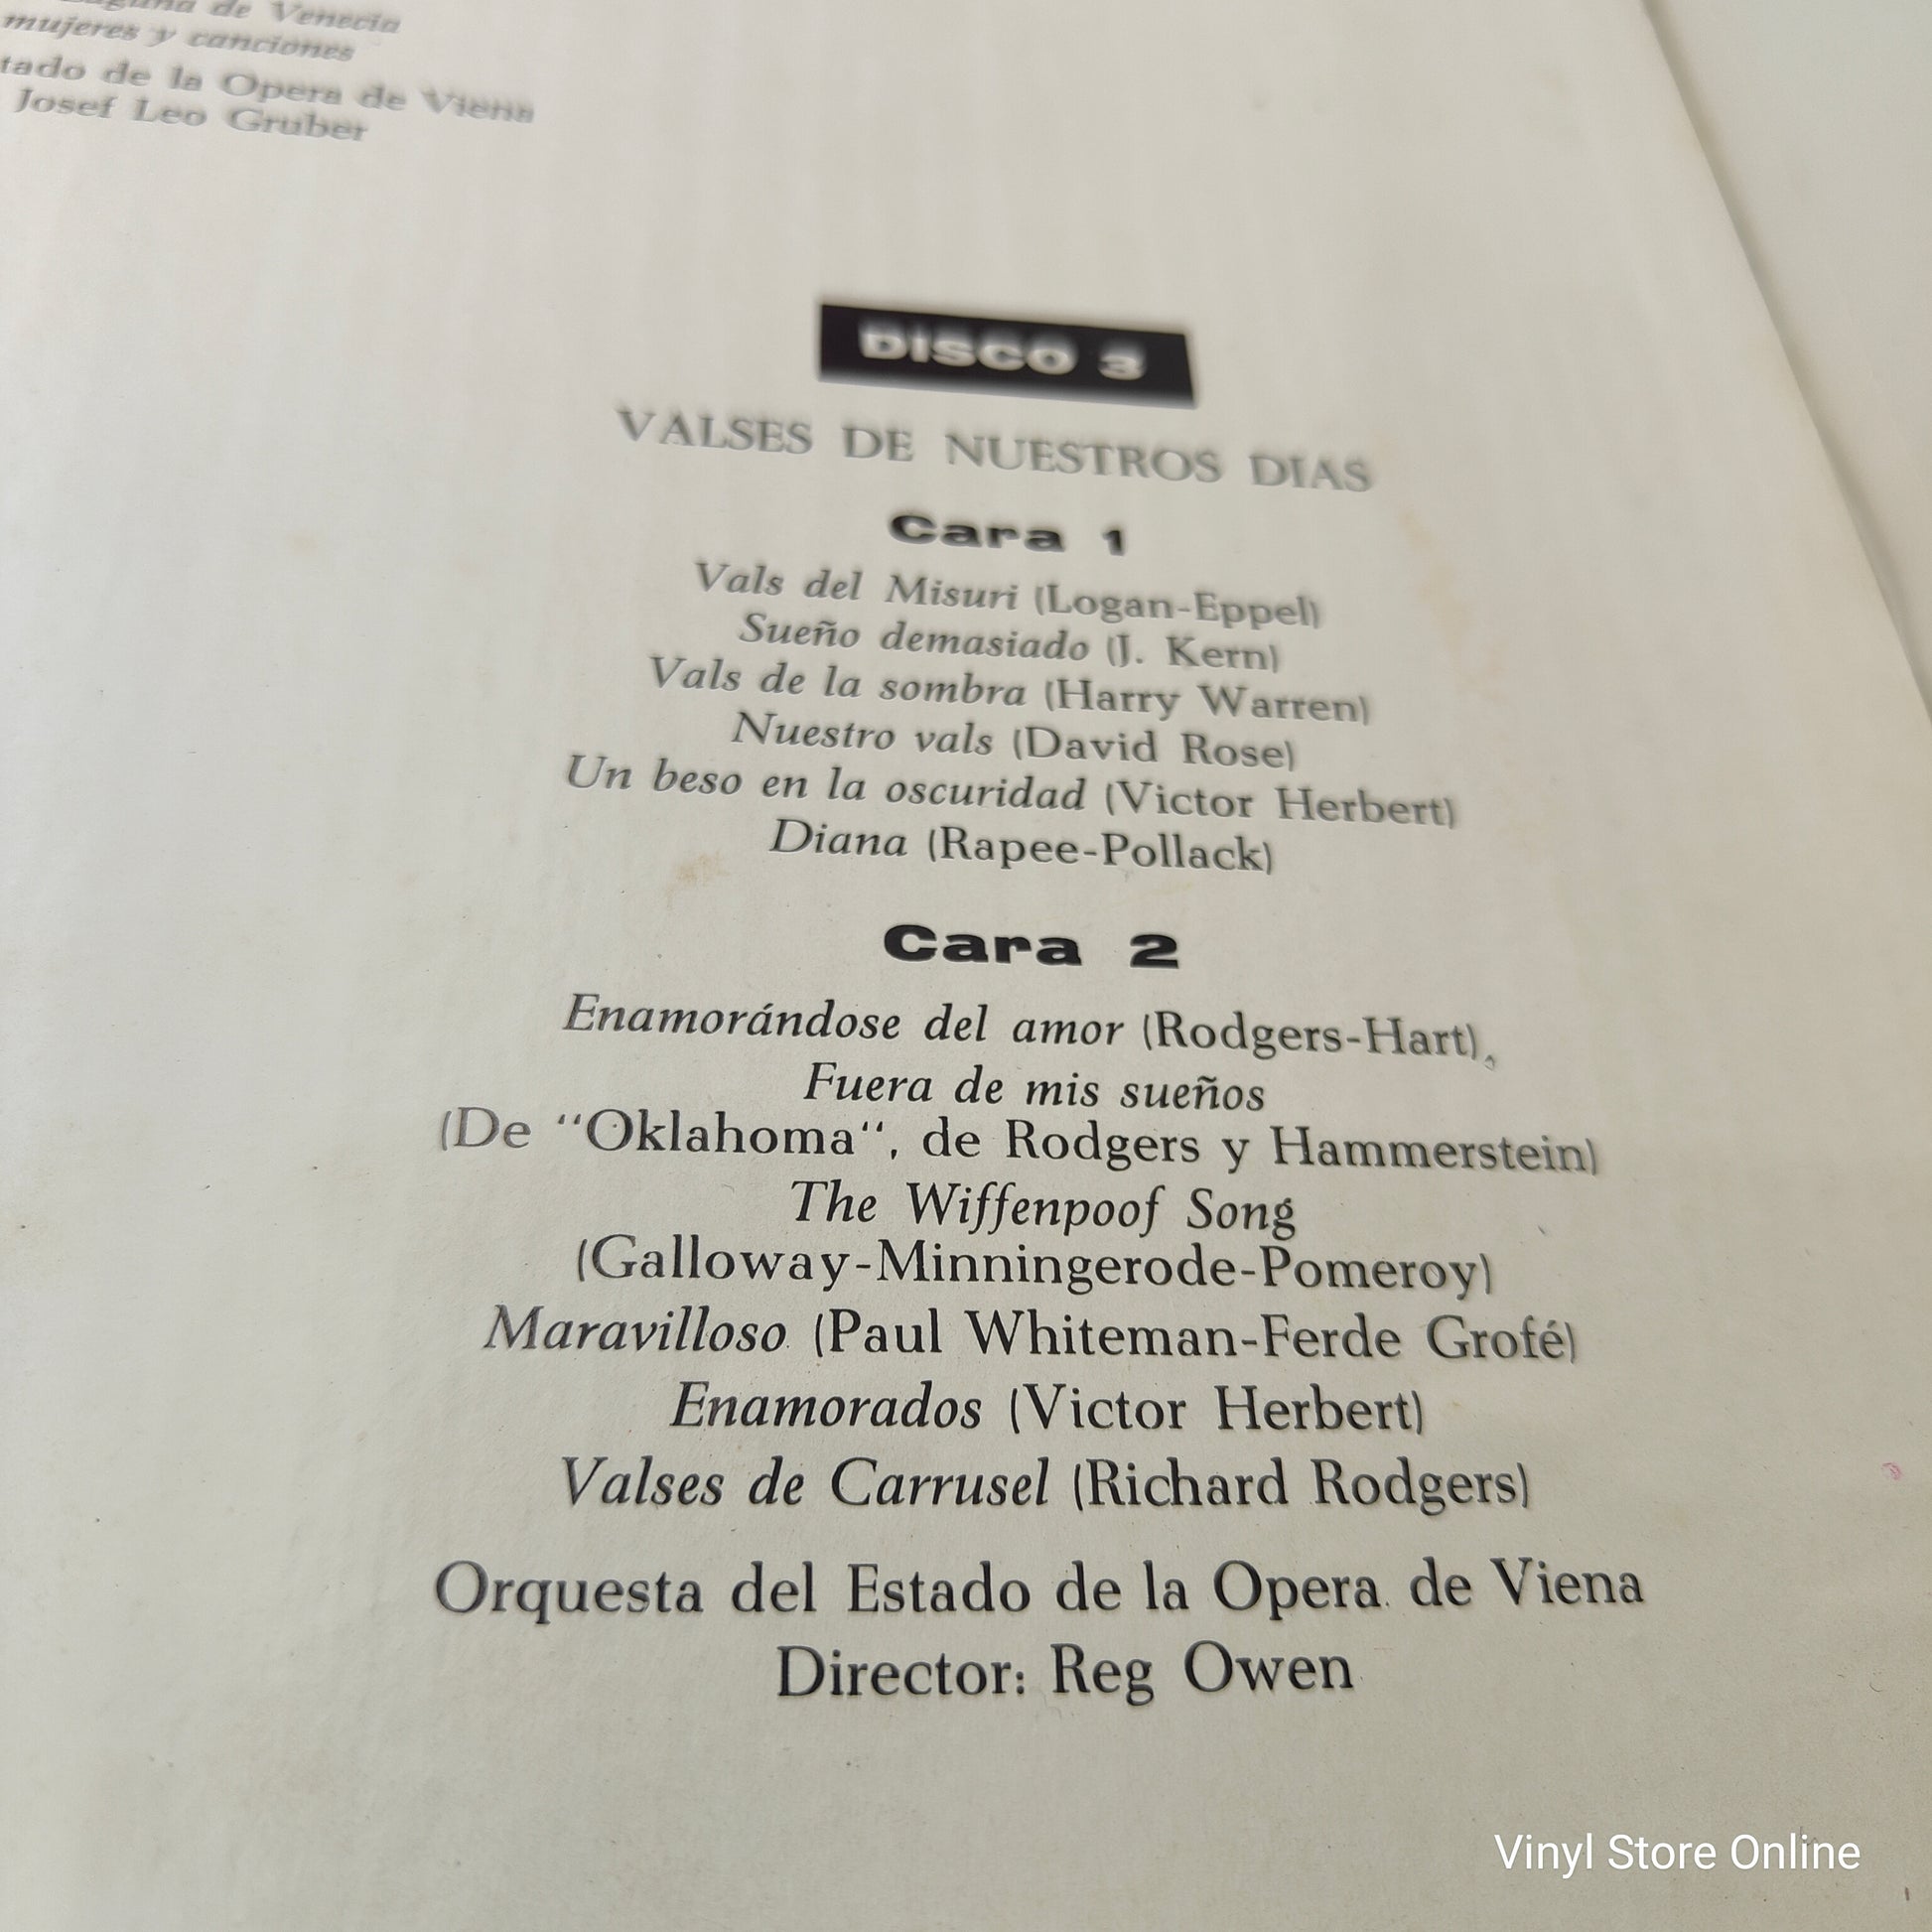 de Venecia
mujeres y canciones
tado de la Opera de Viena
Josef Leo Gruber
DISCO 3
VALSES DE NUESTROS DIAS
Cara 1
Vals del Misuri (Logan-Eppel)
Sueño demasiado (J. Kern)
Vals de la sombra (Harry Warren)
Nuestro vals (David Rose)
Un beso en la oscuridad (Victor Herbert)
Diana (Rapee-Pollack)
Cara 2
Enamorándose del amor (Rodgers-Hart)
Fuera de mis sueños
(De “Oklahoma“, de Rodgers y Hammerstein)
The Wiffenpoof Song
(Galloway-Minningerode-Pomeroy)
Maravilloso (Paul Whiteman-Ferde Grofé)
Enamorados (Victor Herbert)
Valses de Carrusel (Richard Rodgers)
Orquesta del Estado de la Opera de Viena
Director: Reg Owen
Vinyl Store Online